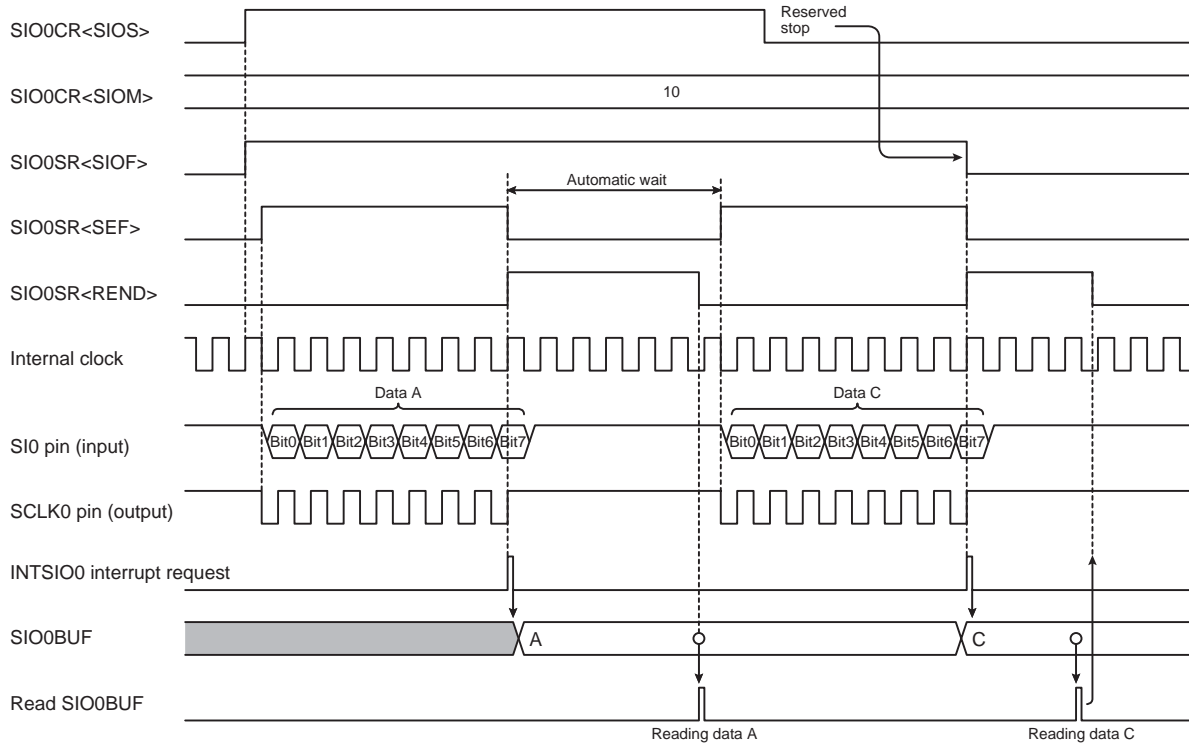 SIO0CR<SIOS>
Reserved
stop
SIO0CR<SIOM>
10
SIO0SR<SIOF>
Automatic wait
SIO0SR<SEF>
SIO0SR<REND>
Internal clock
Data A
Data C
SI0 pin (input)
Bit0 Bit1 Bit2 Bit3 Bit4 Bit5 Bit6 Bit7 Bit0 Bit1 Bit2 Bit3 Bit4 Bit5 Bit6 Bit7
SCLK0 pin (output)
INTSIO0 interrupt request
SIO0BUF
A
C
Read SIO0BUF
Reading data A
Reading data C